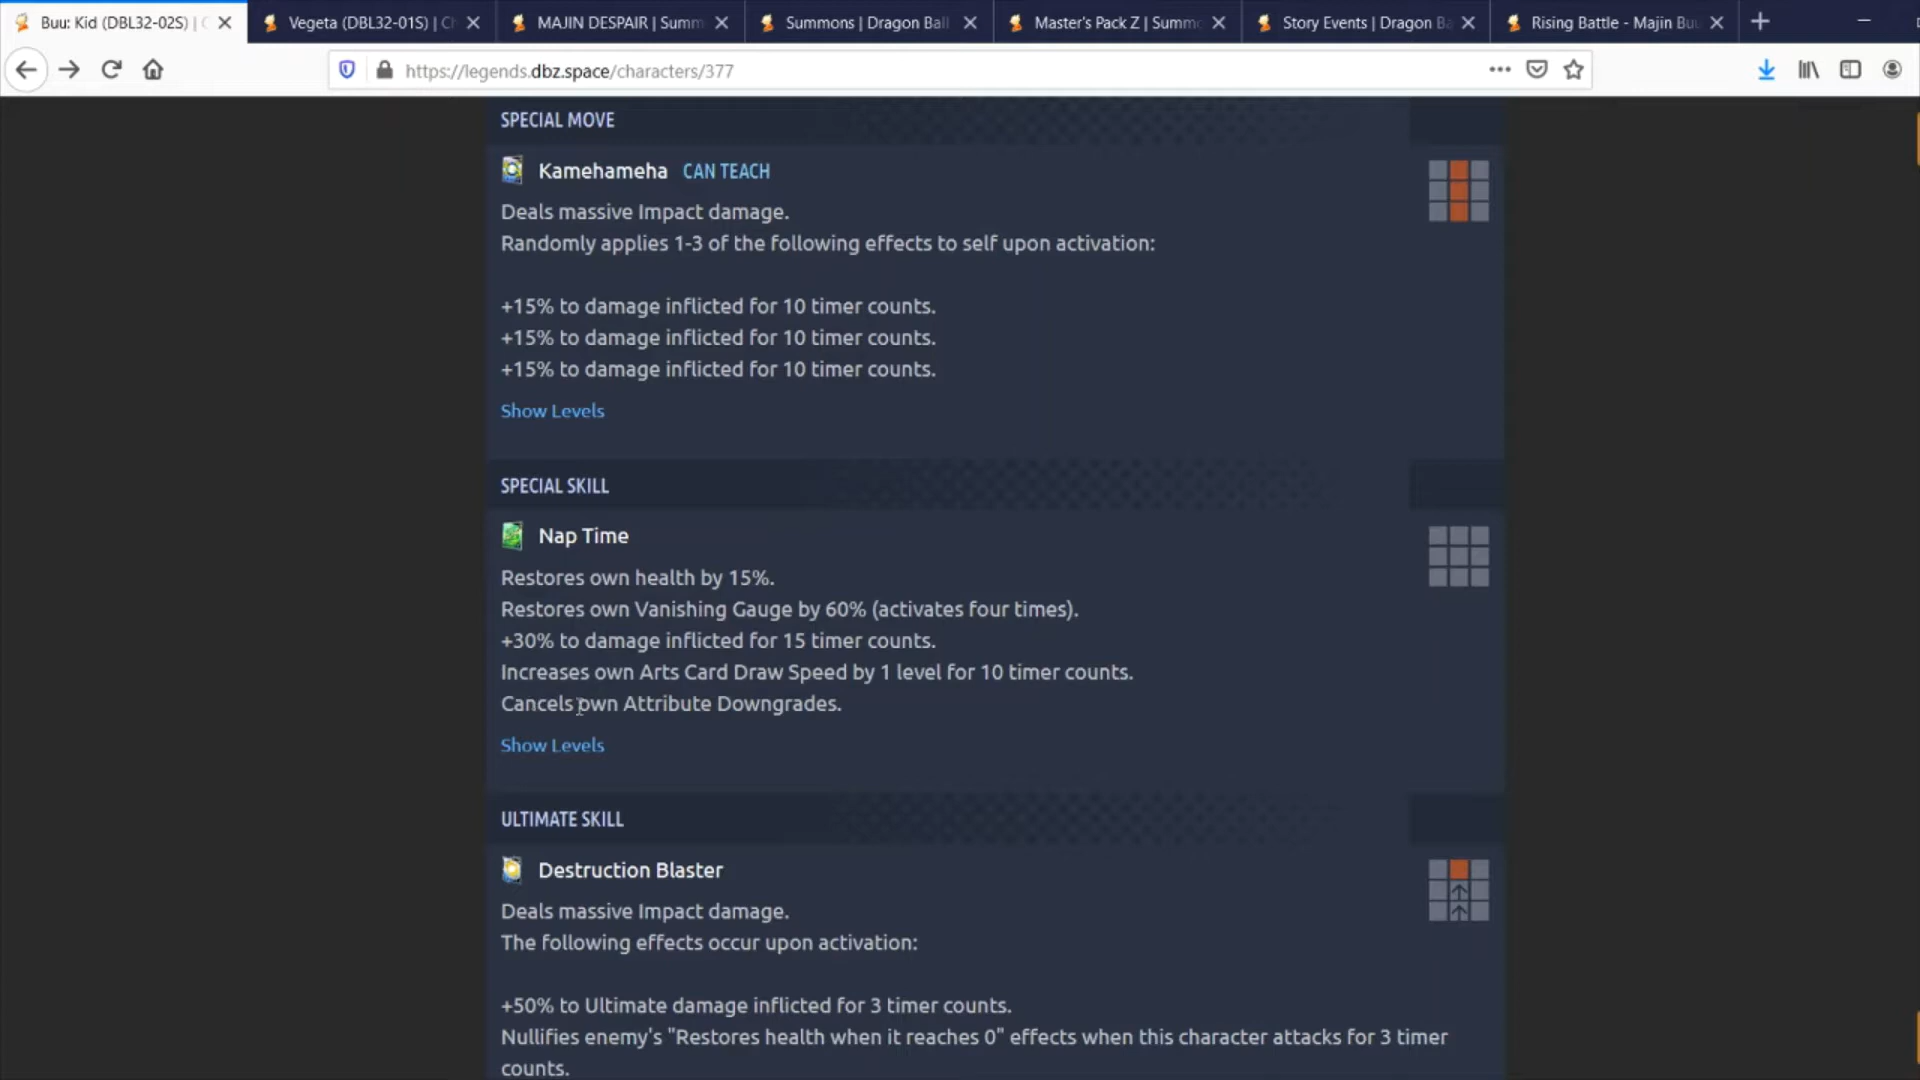 Buu: Kid (DBL32-02S) | C
Vegeta (DBL32-01S) | Ch
MAJIN DESPAIR | Summ
Summons | Dragon Ball
Master's Pack Z | Summo
Story Events | Dragon Ba
Rising Battle - Majin Bu
https://legends.dbz.space/characters/377
SPECIAL MOVE
Kamehameha CAN TEACH
Deals massive Impact damage.
Randomly applies 1-3 of the following effects to self upon activation:
+15% to damage inflicted for 10 timer counts.
+15% to damage inflicted for 10 timer counts.
+15% to damage inflicted for 10 timer counts.
Show Levels
SPECIAL SKILL
Nap Time
Restores own health by 15%.
Restores own Vanishing Gauge by 60% (activates four times).
+30% to damage inflicted for 15 timer counts.
Increases own Arts Card Draw Speed by 1 level for 10 timer counts.
Cancels own Attribute Downgrades.
Show Levels
ULTIMATE SKILL
Destruction Blaster
Deals massive Impact damage.
The following effects occur upon activation:
+50% to Ultimate damage inflicted for 3 timer counts.
Nullifies enemy's "Restores health when it reaches 0" effects when this character attacks for 3 timer
counts.